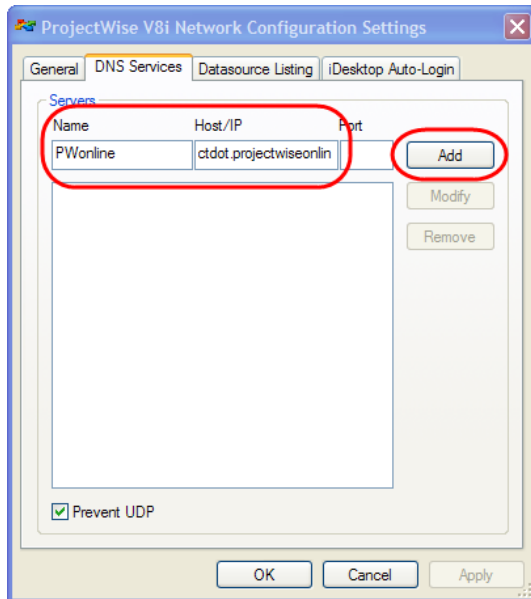 ProjectWise V8i Network Configuration Settings
General DNS Services Datasource Listing iDesktop Auto-Login
Servers
Name Host/IP Port
PWonline ctdot.projectwiseonlin Add
Modify
Remove
Prevent UDP
OK Cancel Apply